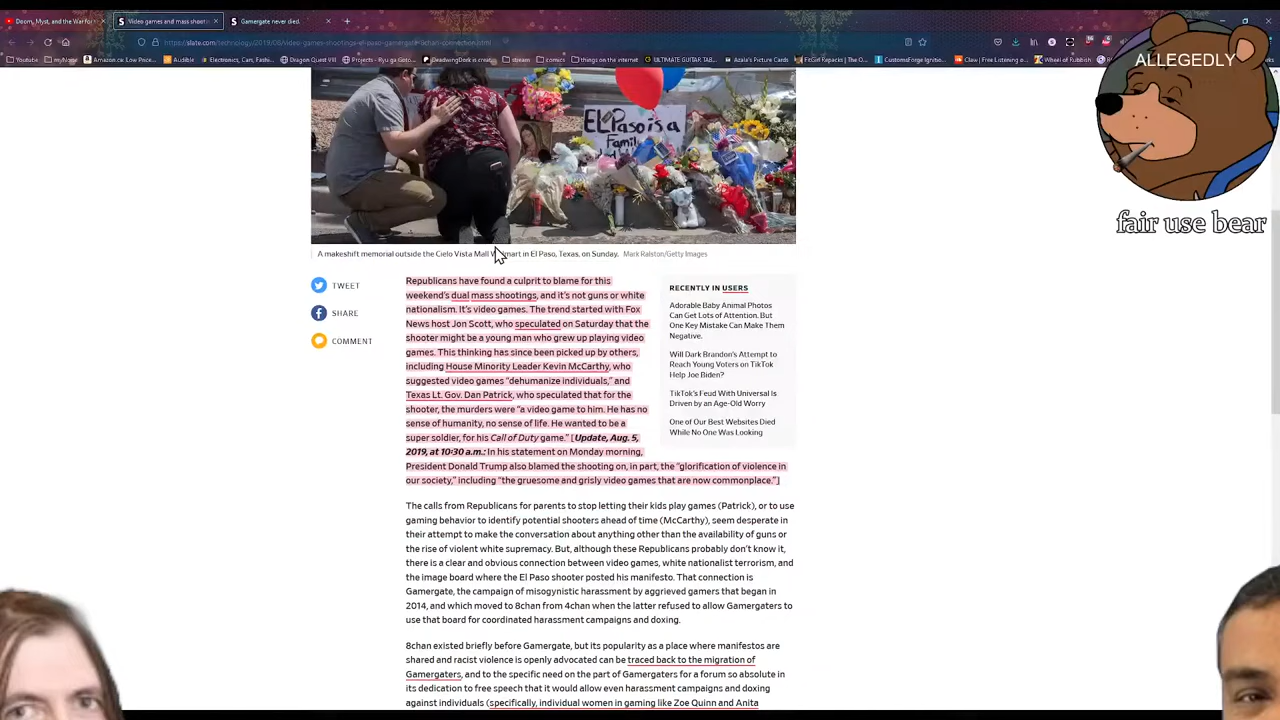 Doom, Myst, and the War for
Video games and mass shootin
Gamergate never died.
ALLEGEDLY
https://slate.com/technology/2019/08/video-games-shootings-el-paso-gamergate-8chan-connection.html
YouTube
myNoise
Amazon.co: Low Price...
Audible
Electronics, Cars, Fashi...
Dragon Quest VIII
Projects - Ryu ga Goto...
DeadwongDork is creat...
stream
comics
things on the internet
ULTIMATE GUITAR TAB...
Azala's Picture Cards
FitGirl Repacks | The O...
CustomsForge Ignitio...
Claw | Free Listening o...
Wheel of Rubbish
fair use bear
EL Paso is a
Family
A makeshift memorial outside the Cielo Vista Mall Walmart in El Paso, Texas, on Sunday. Mark Ralston/Getty Images
TWEET
SHARE
COMMENT
Republicans have found a culprit to blame for this
weekend's dual mass shootings, and it's not guns or white
nationalism. It's video games. The trend started with Fox
News host Jon Scott, who speculated on Saturday that the
shooter might be a young man who grew up playing video
games. This thinking has since been picked up by others,
including House Minority Leader Kevin McCarthy, who
suggested video games "dehumanize individuals," and
Texas Lt. Gov. Dan Patrick, who speculated that for the
shooter, the murders were "a video game to him. He has no
sense of humanity, no sense of life. He wanted to be a
super soldier, for his Call of Duty game." [Update, Aug. 5,
2019, at 10:30 a.m.: In his statement on Monday morning,
President Donald Trump also blamed the shooting on, in part, the "glorification of violence in
our society," including "the gruesome and grisly video games that are now commonplace."]
RECENTLY IN USERS
Adorable Baby Animal Photos
Can Get Lots of Attention. But
One Key Mistake Can Make Them
Negative.
Will Dark Brandon's Attempt to
Reach Young Voters on TikTok
Help Joe Biden?
TikTok's Feud With Universal Is
Driven by an Age-Old Worry
One of Our Best Websites Died
While No One Was Looking
The calls from Republicans for parents to stop letting their kids play games (Patrick), or to use
gaming behavior to identify potential shooters ahead of time (McCarthy), seem desperate in
their attempt to make the conversation about anything other than the availability of guns or
the rise of violent white supremacy. But, although these Republicans probably don't know it,
there is a clear and obvious connection between video games, white nationalist terrorism, and
the image board where the El Paso shooter posted his manifesto. That connection is
Gamergate, the campaign of misogynistic harassment by aggrieved gamers that began in
2014, and which moved to 8chan from 4chan when the latter refused to allow Gamergaters to
use that board for coordinated harassment campaigns and doxing.
8chan existed briefly before Gamergate, but its popularity as a place where manifestos are
shared and racist violence is openly advocated can be traced back to the migration of
Gamergaters, and to the specific need on the part of Gamergaters for a forum so absolute in
its dedication to free speech that it would allow even harassment campaigns and doxing
against individuals (specifically, individual women in gaming like Zoe Quinn and Anita